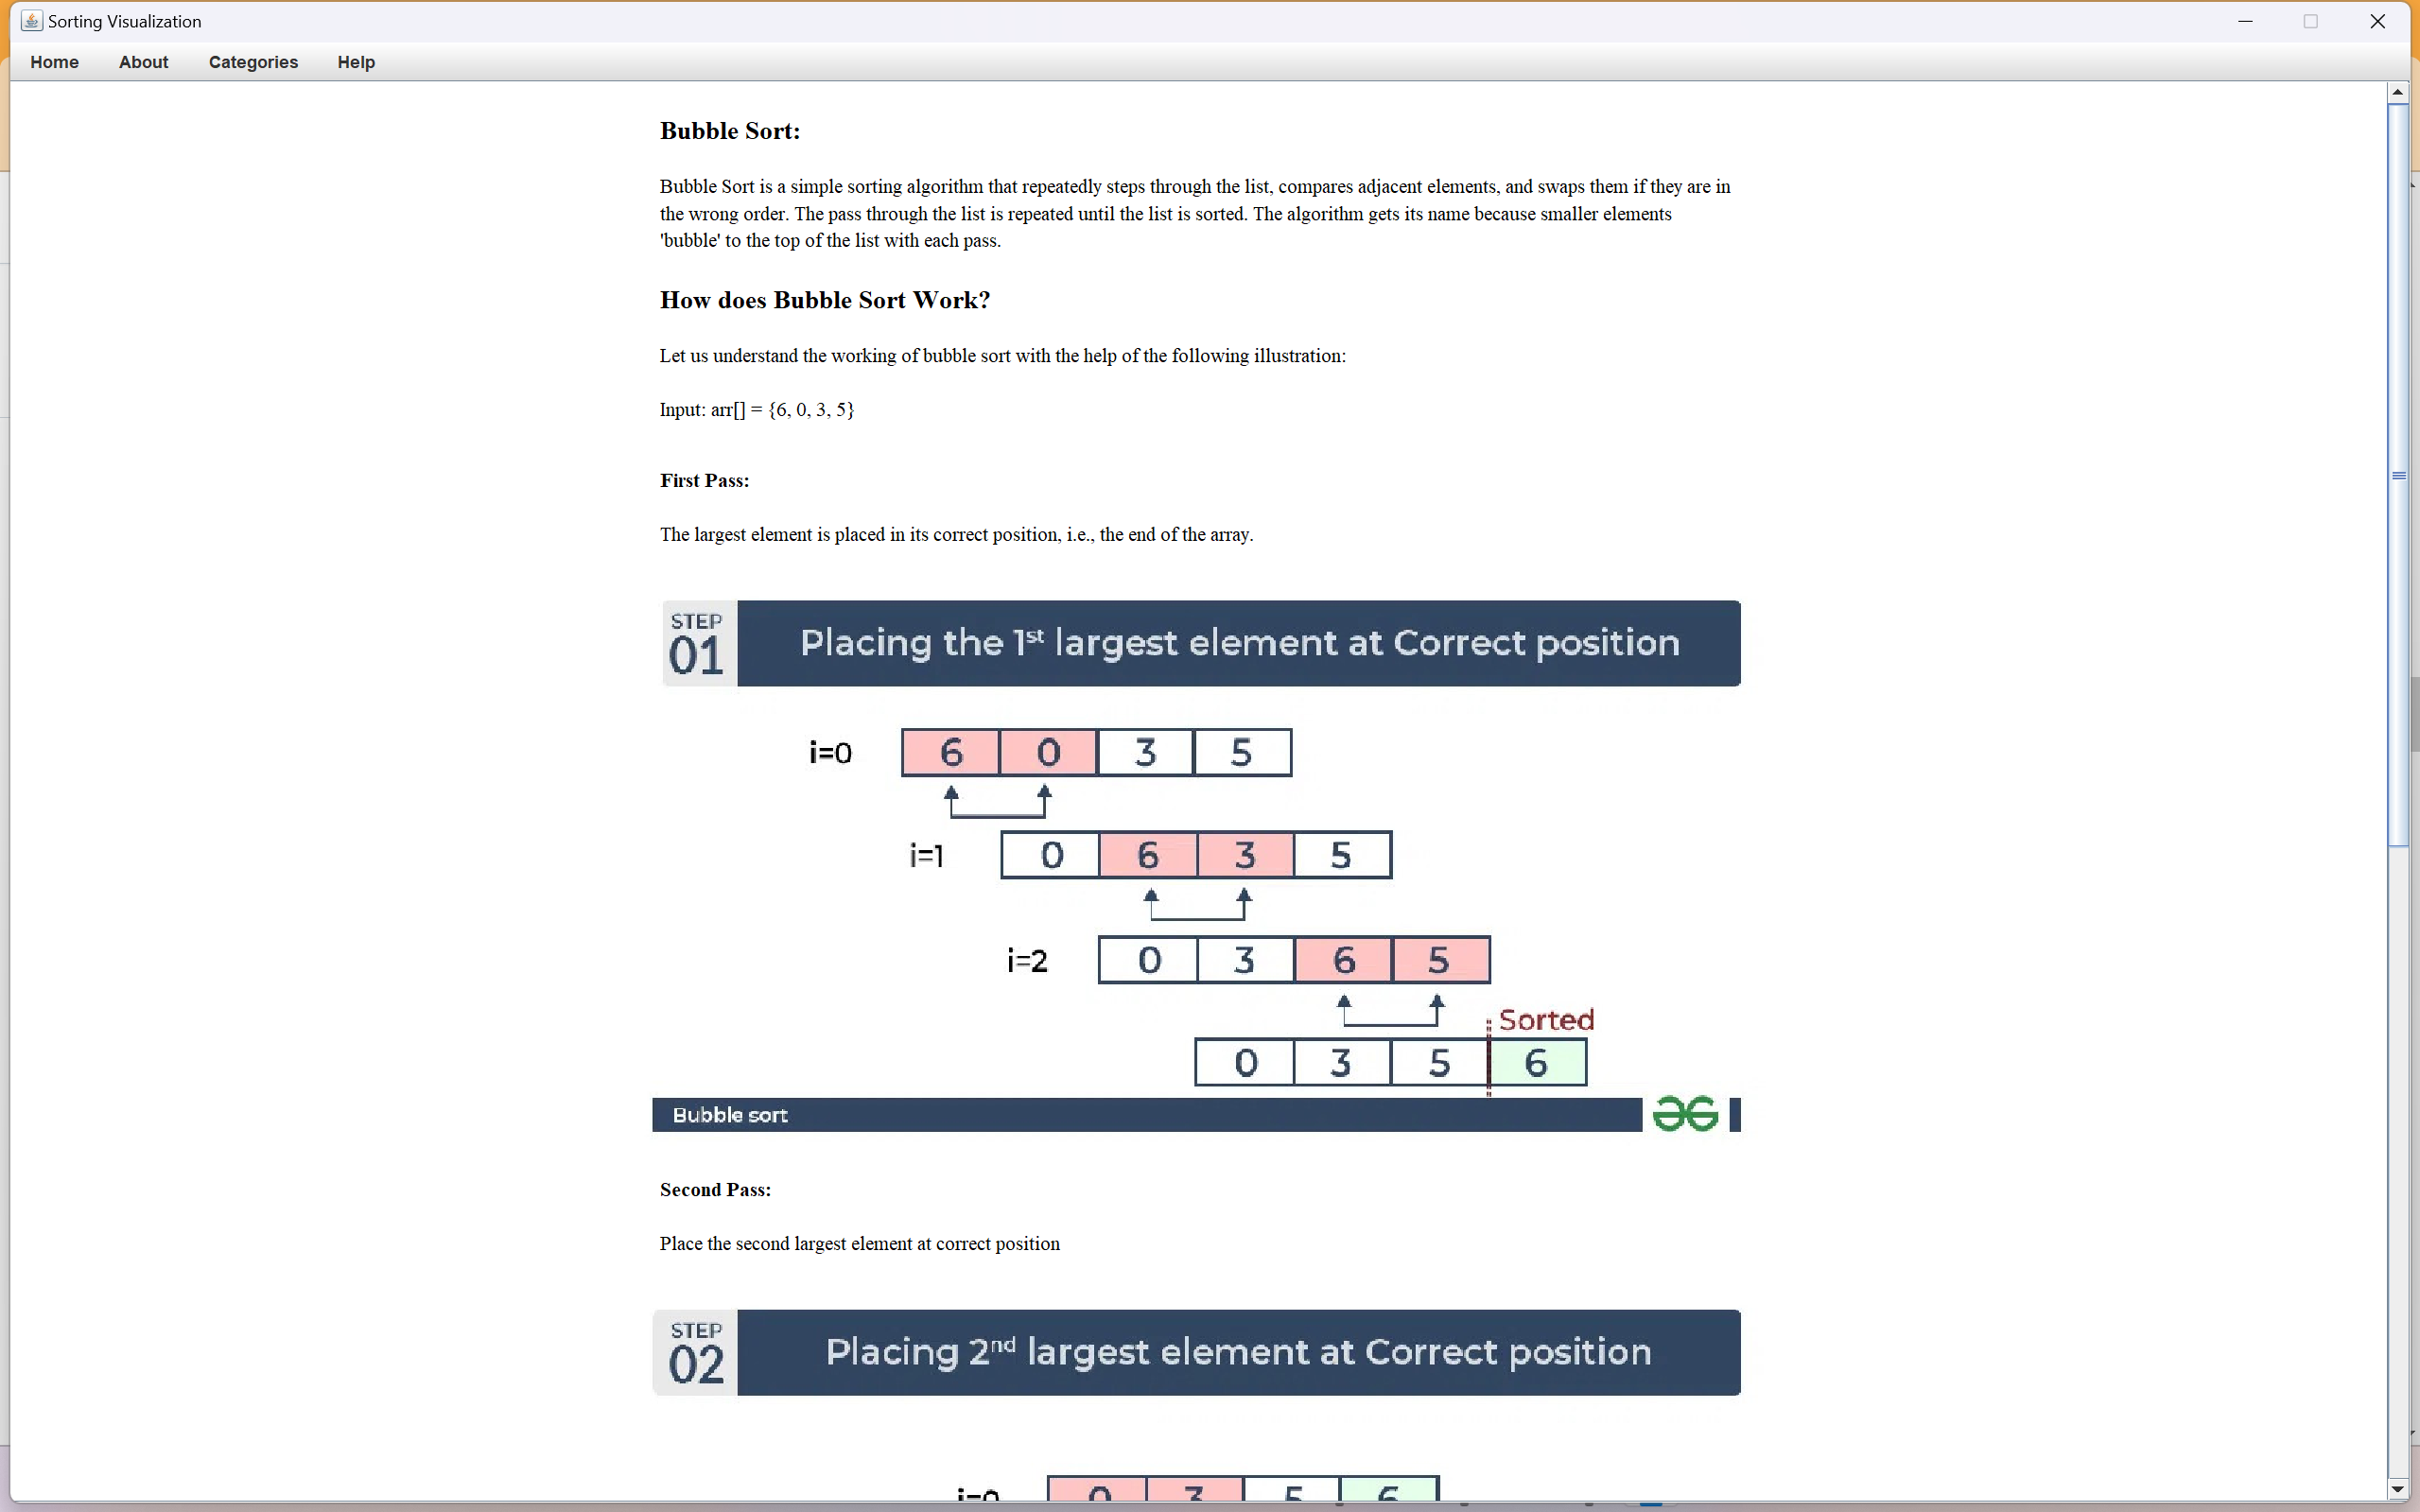 Sorting Visualization
Home About Categories Help
Bubble Sort:
Bubble Sort is a simple sorting algorithm that repeatedly steps through the list, compares adjacent elements, and swaps them if they are in
the wrong order. The pass through the list is repeated until the list is sorted. The algorithm gets its name because smaller elements
'bubble' to the top of the list with each pass.
How does Bubble Sort Work?
Let us understand the working of bubble sort with the help of the following illustration:
Input: arr[] = {6, 0, 3, 5}
First Pass:
The largest element is placed in its correct position, i.e., the end of the array.
STEP
01
Placing the 1st largest element at Correct position
i=0 6 0 3 5
i=1 0 6 3 5
i=2 0 3 6 5
Sorted
0 3 5 6
Bubble sort
Second Pass:
Place the second largest element at correct position
STEP
02
Placing 2nd largest element at Correct position
i=0 0 3 5 6